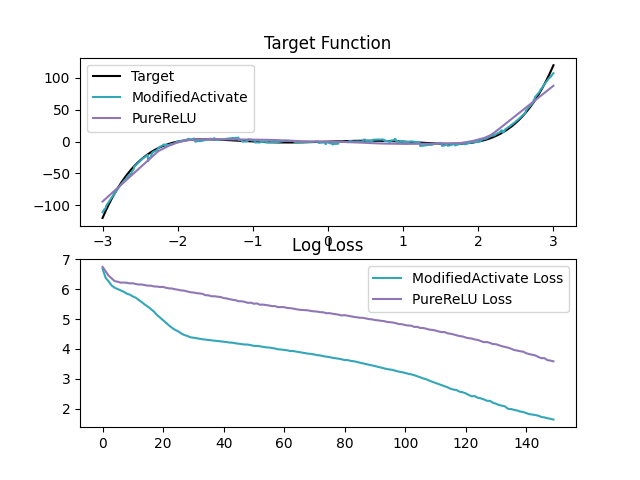 Target Function
Target
ModifiedActivate
PureReLU
100
50
0
−50
−100
−3 −2 −1 0 1 2 3
Log Loss
ModifiedActivate Loss
PureReLU Loss
7
6
5
4
3
2
0 20 40 60 80 100 120 140